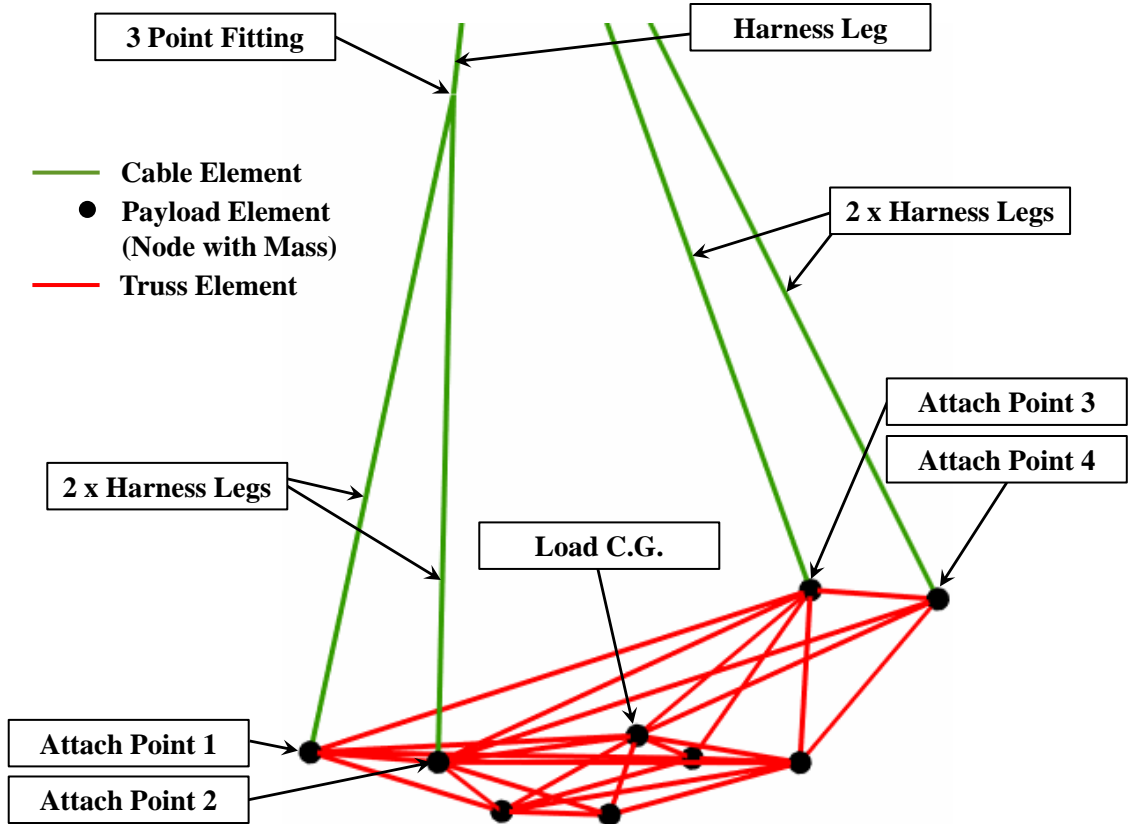 3 Point Fitting
Harness Leg
Cable Element
Payload Element
(Node with Mass)
Truss Element
2 x Harness Legs
Attach Point 3
Attach Point 4
2 x Harness Legs
Load C.G.
Attach Point 1
Attach Point 2